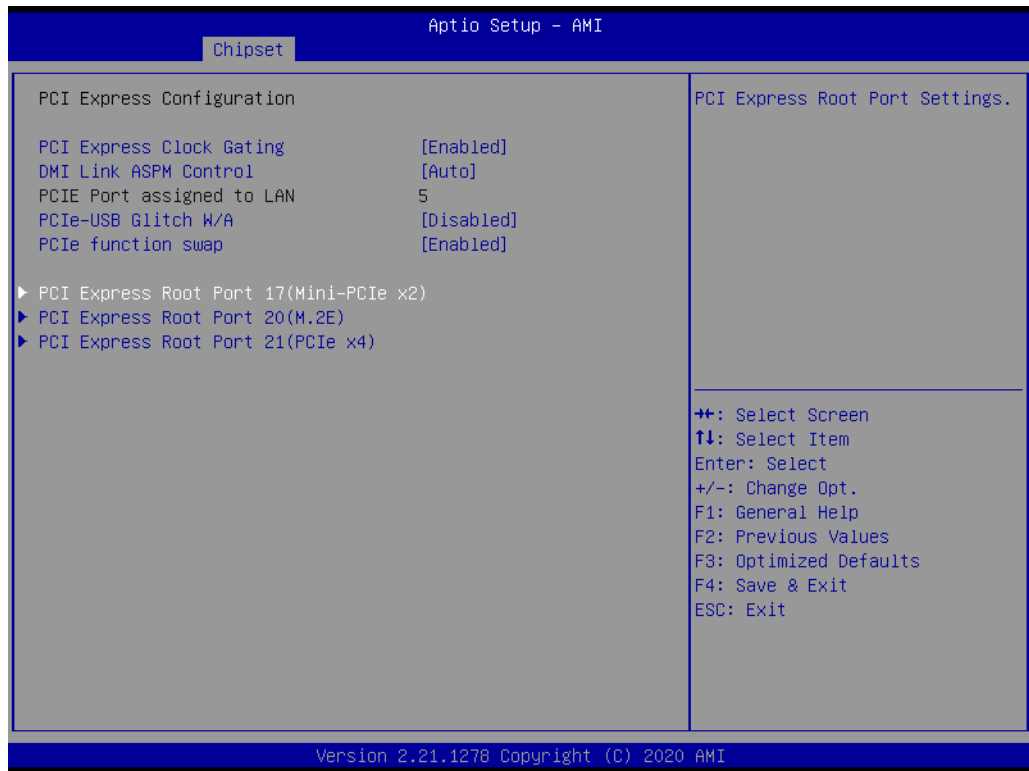 Aptio Setup – AMI
Chipset
PCI Express Configuration
PCI Express Clock Gating [Enabled]
DMI Link ASPM Control [Auto]
PCIE Port assigned to LAN 5
PCIe-USB Glitch W/A [Disabled]
PCIe function swap [Enabled]
▶ PCI Express Root Port 17(Mini-PCIe x2)
▶ PCI Express Root Port 20(M.2E)
▶ PCI Express Root Port 21(PCIe x4)
PCI Express Root Port Settings.
→←: Select Screen
↑↓: Select Item
Enter: Select
+/-: Change Opt.
F1: General Help
F2: Previous Values
F3: Optimized Defaults
F4: Save & Exit
ESC: Exit
Version 2.21.1278 Copyright (C) 2020 AMI